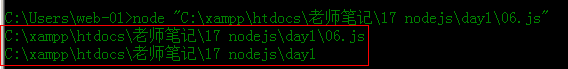 C:\Users\web-01>node "C:\xampp\htdocs\老师笔记\17 nodejs\day1\06.js"
C:\xampp\htdocs\老师笔记\17 nodejs\day1\06.js
C:\xampp\htdocs\老师笔记\17 nodejs\day1